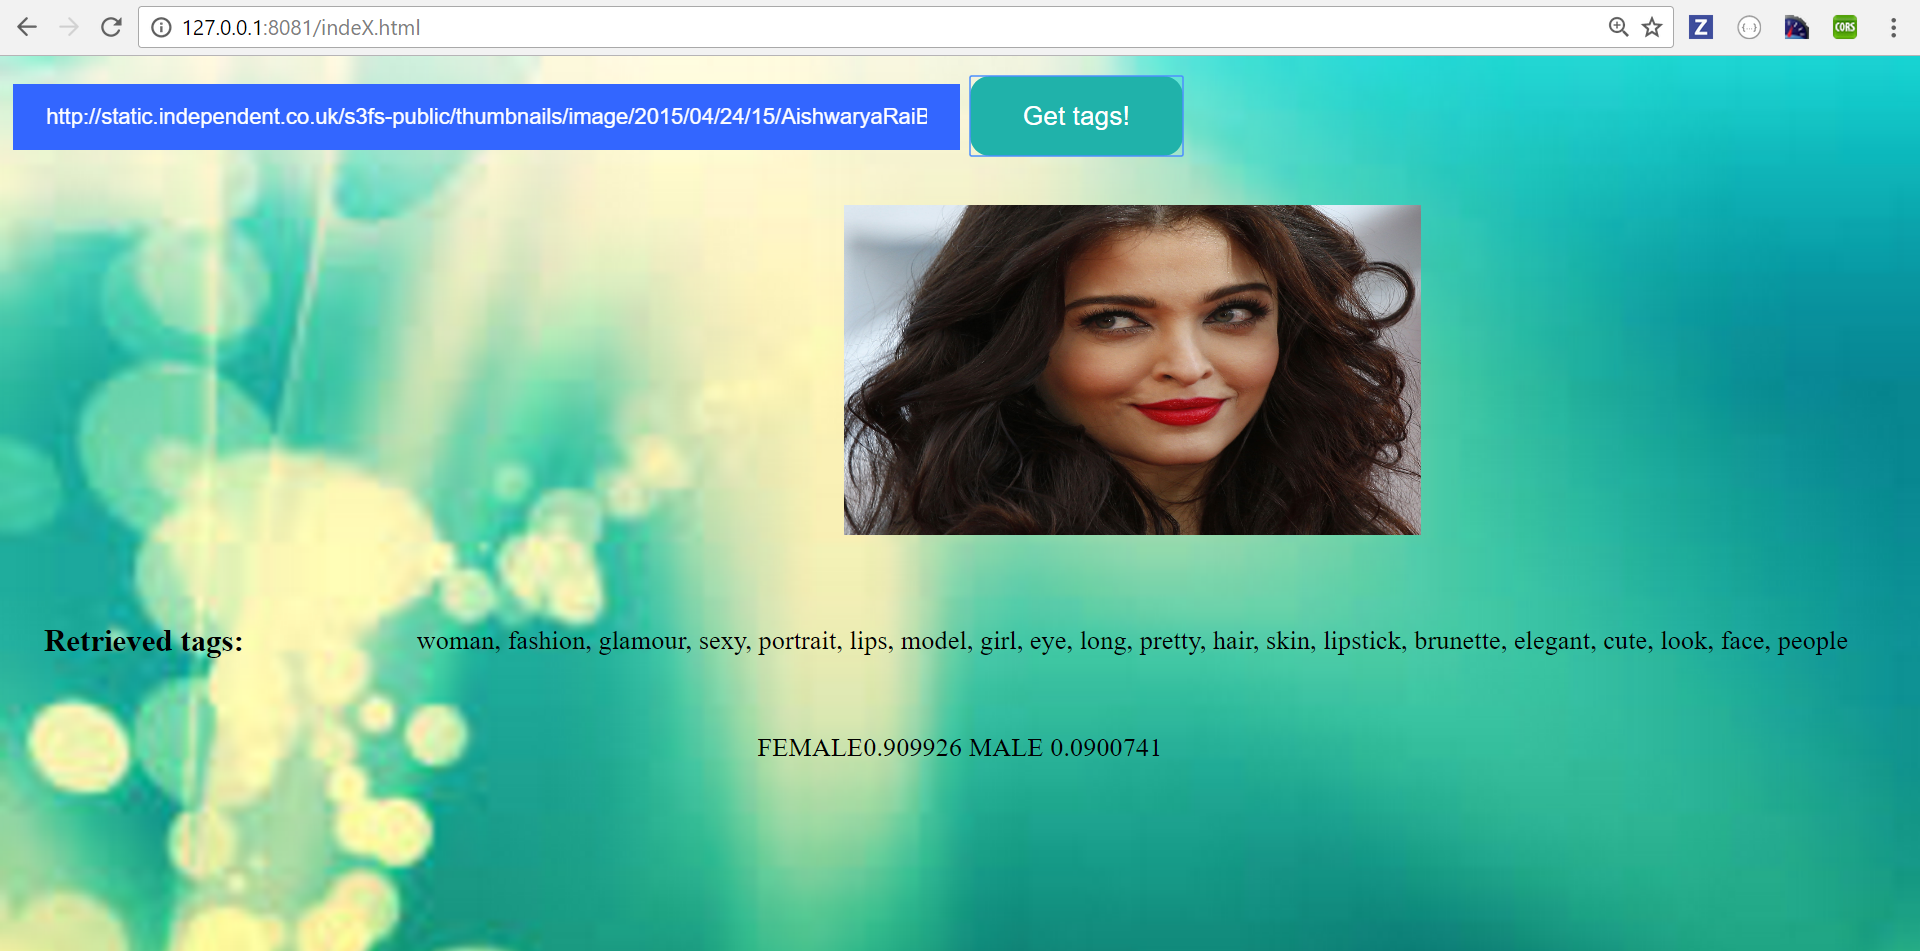 127.0.0.1:8081/indeX.html
Z
{...}
CORS
http://static.independent.co.uk/s3fs-public/thumbnails/image/2015/04/24/15/AishwaryaRaiB
Get tags!
Retrieved tags: woman, fashion, glamour, sexy, portrait, lips, model, girl, eye, long, pretty, hair, skin, lipstick, brunette, elegant, cute, look, face, people
FEMALE0.909926 MALE 0.0900741